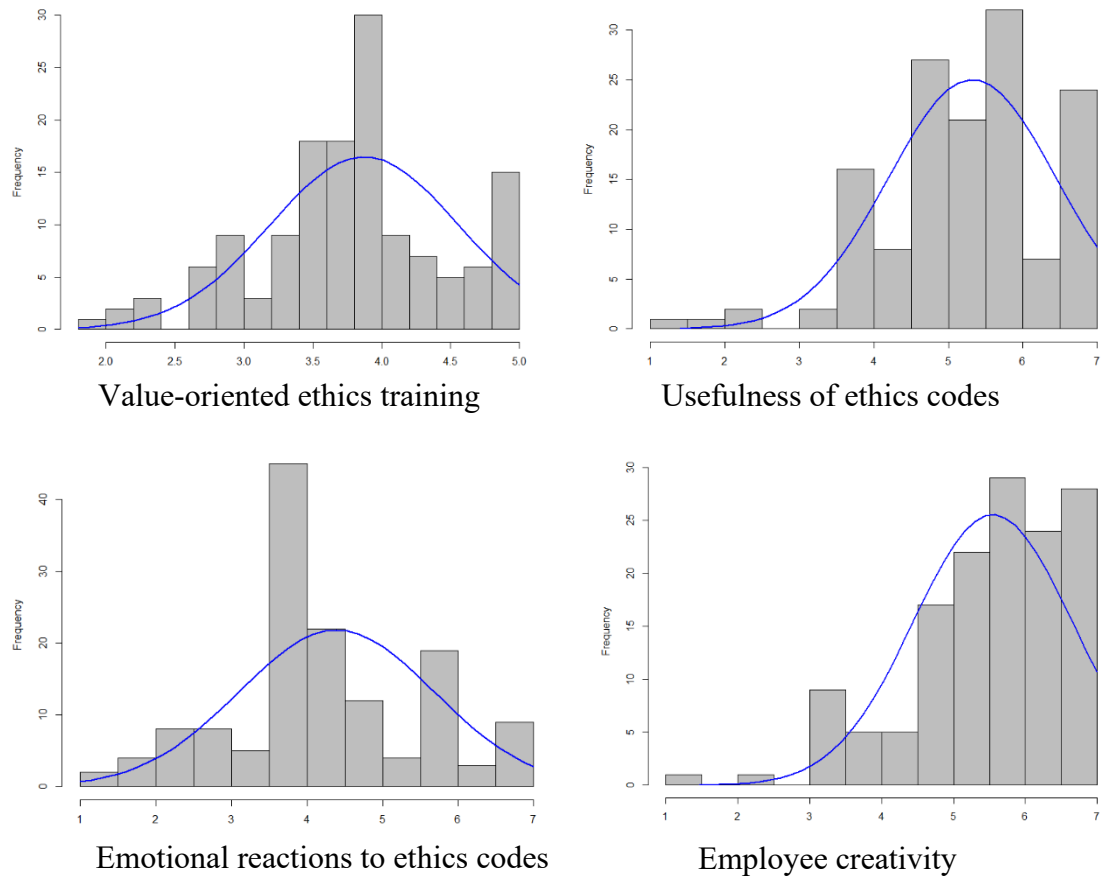 Frequency
30
25
20
15
10
5
0
2.0 2.5 3.0 3.5 4.0 4.5 5.0
Value-oriented ethics training
Frequency
30
25
20
15
10
5
0
1 2 3 4 5 6 7
Usefulness of ethics codes
Frequency
40
30
20
10
0
1 2 3 4 5 6 7
Emotional reactions to ethics codes
Frequency
30
25
20
15
10
5
0
1 2 3 4 5 6 7
Employee creativity